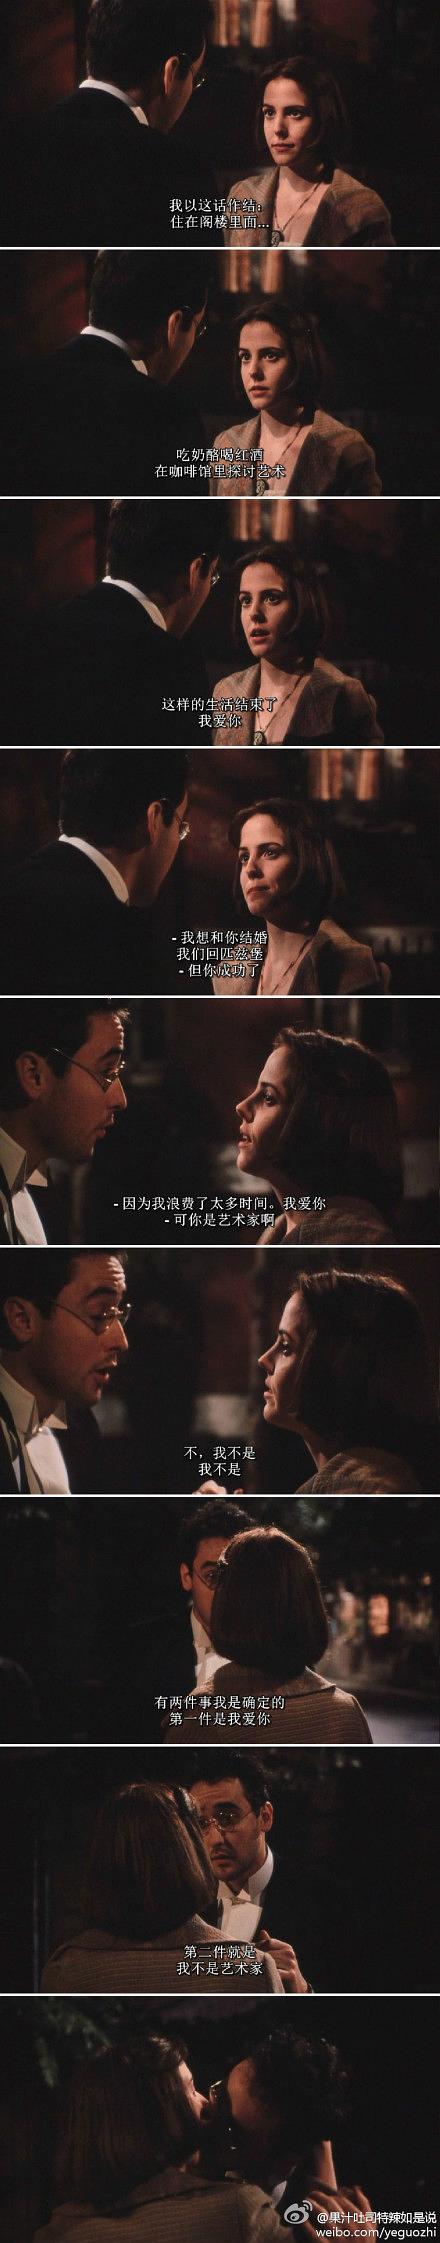 我以这话作结：
住在阁楼里面...
吃奶酪喝红酒
在咖啡馆里探讨艺术
这样的生活结束了
我爱你
- 我想和你结婚
我们回匹兹堡
- 但你成功了
- 因为我浪费了太多时间。我爱你
- 可你是艺术家啊
不，我不是
我不是
有两件事我是确定的
第一件是我爱你
第二件就是
我不是艺术家
@果汁吐司特辣如是说
weibo.com/yeguozhi